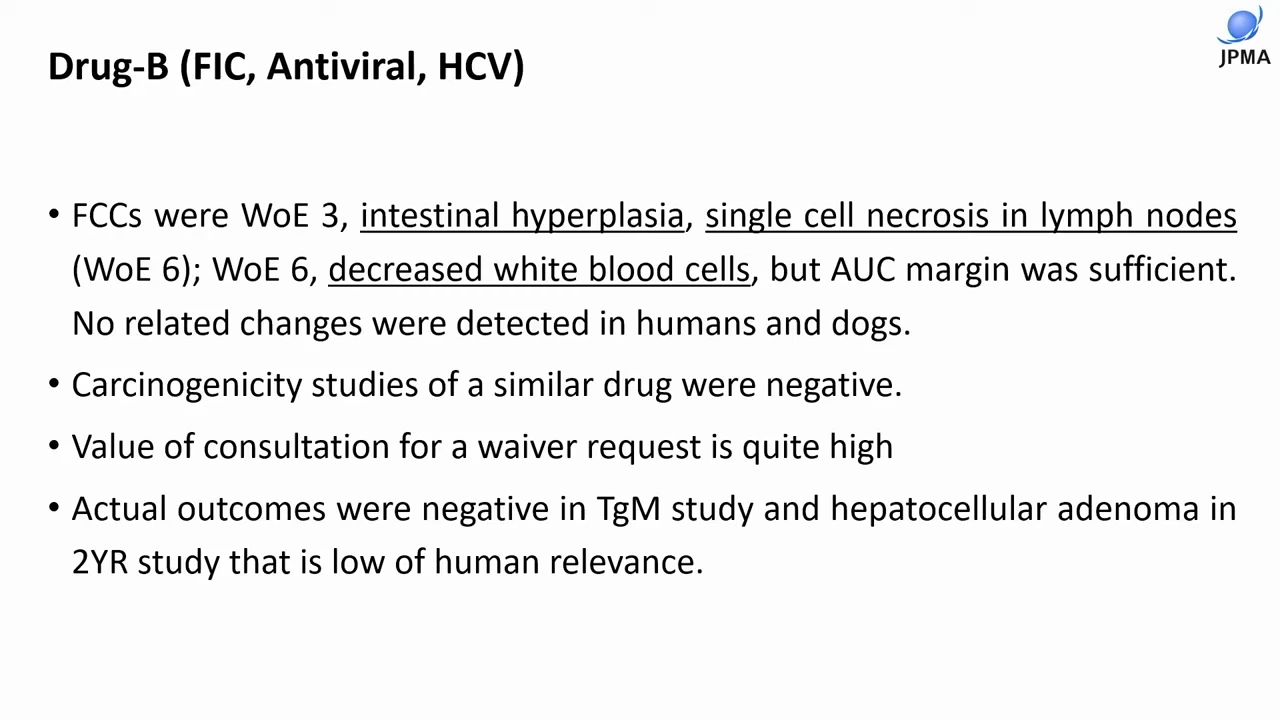 Drug-B (FIC, Antiviral, HCV)
JPMA
• FCCs were WoE 3, intestinal hyperplasia, single cell necrosis in lymph nodes
(WoE 6); WoE 6, decreased white blood cells, but AUC margin was sufficient.
No related changes were detected in humans and dogs.
• Carcinogenicity studies of a similar drug were negative.
• Value of consultation for a waiver request is quite high
• Actual outcomes were negative in TgM study and hepatocellular adenoma in
2YR study that is low of human relevance.